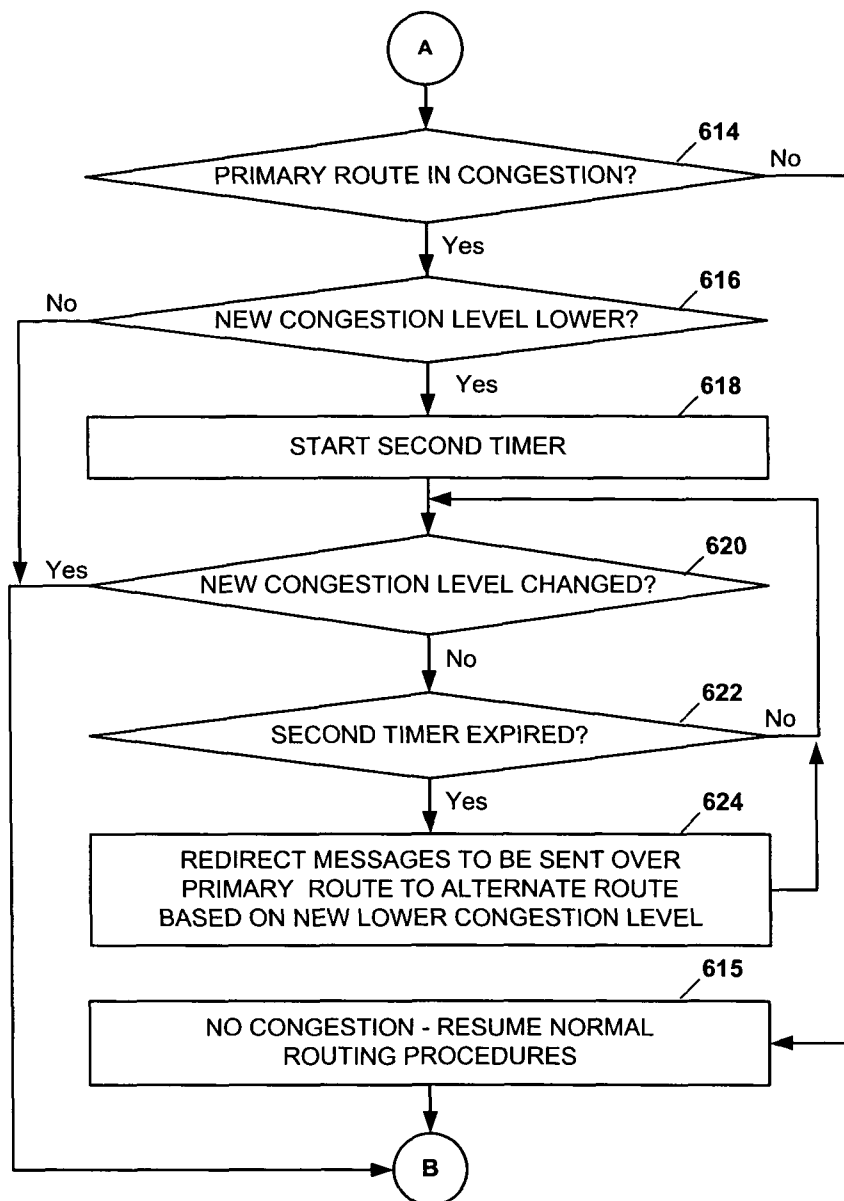 A
614
PRIMARY ROUTE IN CONGESTION?
No
Yes
616
No
NEW CONGESTION LEVEL LOWER?
Yes
618
START SECOND TIMER
620
Yes
NEW CONGESTION LEVEL CHANGED?
No
622
SECOND TIMER EXPIRED?
No
Yes
624
REDIRECT MESSAGES TO BE SENT OVER
PRIMARY ROUTE TO ALTERNATE ROUTE
BASED ON NEW LOWER CONGESTION LEVEL
615
NO CONGESTION - RESUME NORMAL
ROUTING PROCEDURES
B